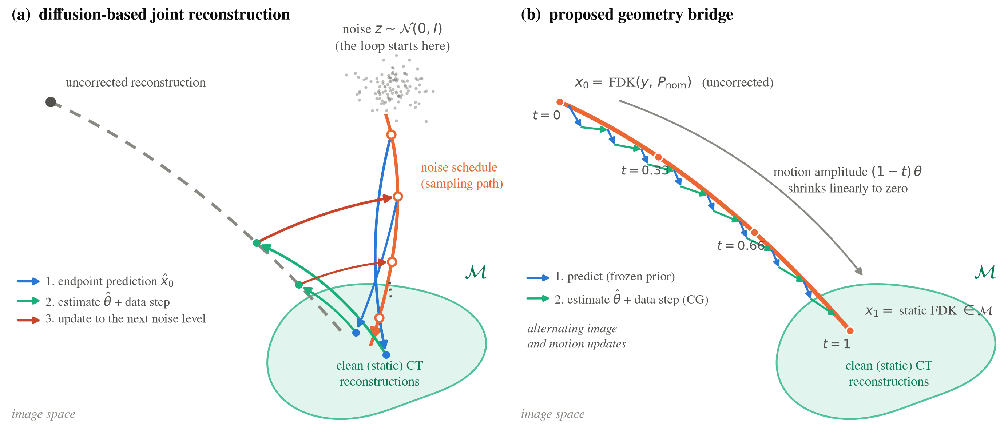 (a) diffusion-based joint reconstruction
noise z ∼ 𝒩(0, I)
(the loop starts here)
uncorrected reconstruction
noise schedule
(sampling path)
ℳ
1. endpoint prediction x̂₀
2. estimate θ̂ + data step
3. update to the next noise level
⋮
clean (static) CT
reconstructions
image space
(b) proposed geometry bridge
x₀ = FDK(y, Pₙₒₘ) (uncorrected)
t = 0
t = 0.33
motion amplitude (1 − t) θ
shrinks linearly to zero
t = 0.66
ℳ
1. predict (frozen prior)
2. estimate θ̂ + data step (CG)
x₁ = static FDK ∈ ℳ
alternating image
and motion updates
t = 1
clean (static) CT
reconstructions
image space